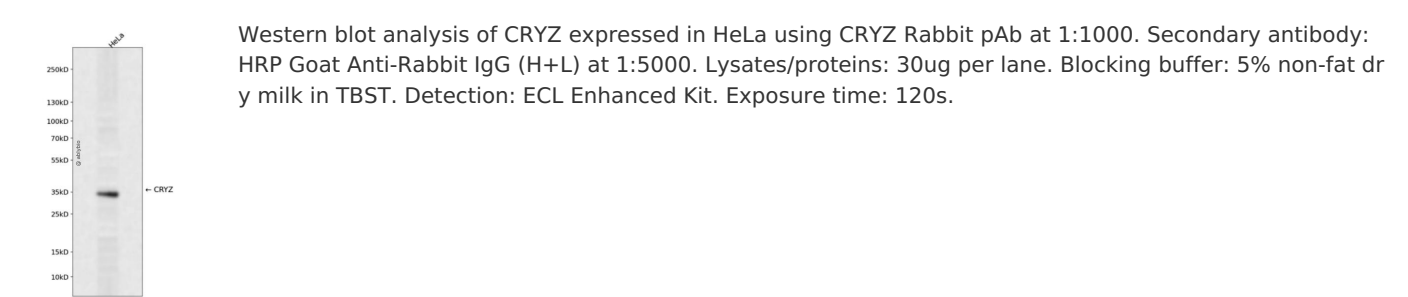 HeLa
250kD
130kD
100kD
70kD
55kD
35kD
25kD
15kD
10kD
@ ablybio
← CRYZ
Western blot analysis of CRYZ expressed in HeLa using CRYZ Rabbit pAb at 1:1000. Secondary antibody:
HRP Goat Anti-Rabbit IgG (H+L) at 1:5000. Lysates/proteins: 30ug per lane. Blocking buffer: 5% non-fat dr
y milk in TBST. Detection: ECL Enhanced Kit. Exposure time: 120s.